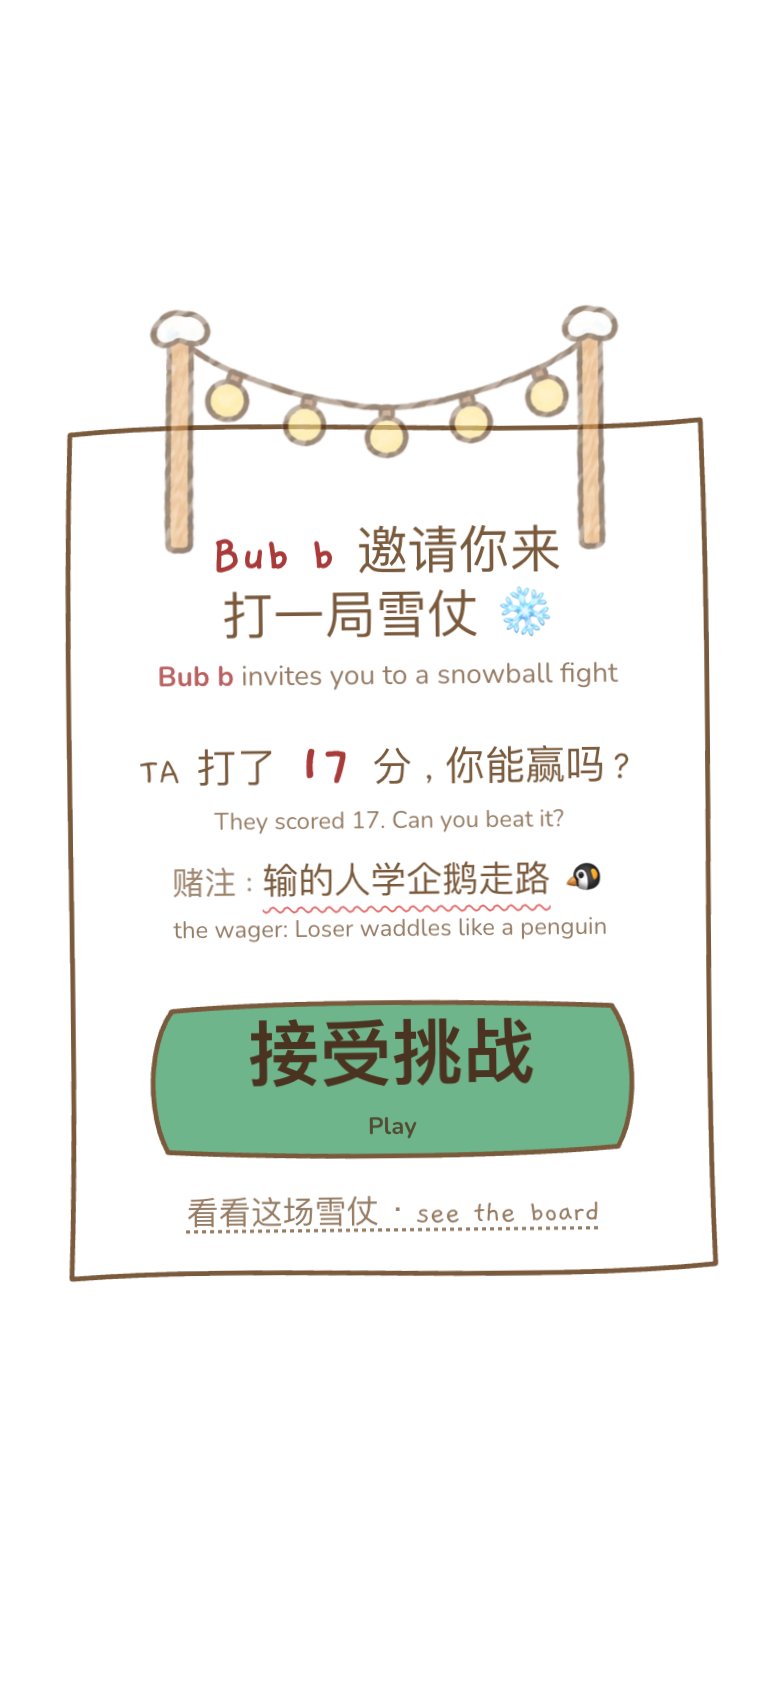 Bub b 邀请你来
打一局雪仗 ❄️
Bub b invites you to a snowball fight
TA 打了 17 分，你能赢吗？
They scored 17. Can you beat it?
赌注：输的人学企鹅走路 🐧
the wager: Loser waddles like a penguin
接受挑战
Play
看看这场雪仗 · see the board